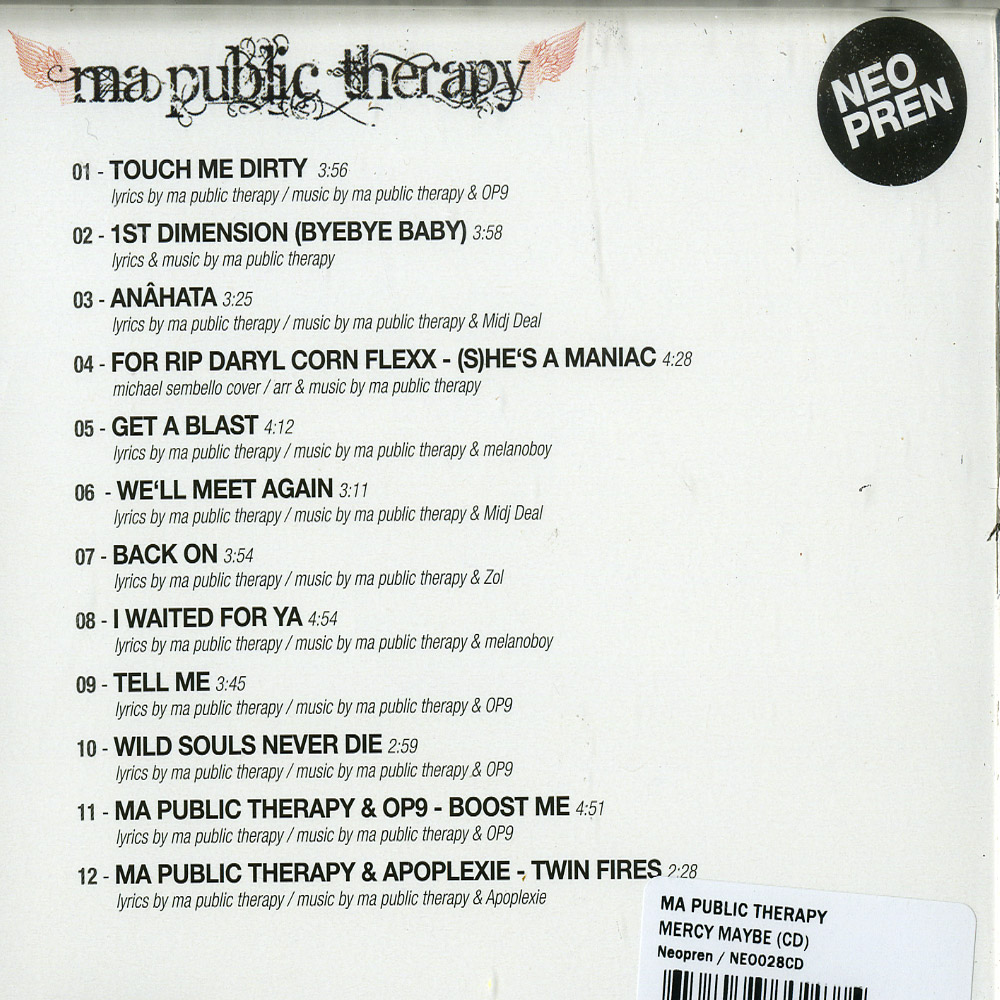 ma public therapy
NEO
PREN
01 - TOUCH ME DIRTY 3:56
lyrics by ma public therapy / music by ma public therapy & OP9
02 - 1ST DIMENSION (BYEBYE BABY) 3:58
lyrics & music by ma public therapy
03 - ANÂHATA 3:25
lyrics by ma public therapy / music by ma public therapy & Midj Deal
04 - FOR RIP DARYL CORN FLEXX - (S)HE‘S A MANIAC 4:28
michael sembello cover / arr & music by ma public therapy
05 - GET A BLAST 4:12
lyrics by ma public therapy / music by ma public therapy & melanoboy
06 - WE‘LL MEET AGAIN 3:11
lyrics by ma public therapy / music by ma public therapy & Midj Deal
07 - BACK ON 3:54
lyrics by ma public therapy / music by ma public therapy & Zol
08 - I WAITED FOR YA 4:54
lyrics by ma public therapy / music by ma public therapy & melanoboy
09 - TELL ME 3:45
lyrics by ma public therapy / music by ma public therapy & OP9
10 - WILD SOULS NEVER DIE 2:59
lyrics by ma public therapy / music by ma public therapy & OP9
11 - MA PUBLIC THERAPY & OP9 - BOOST ME 4:51
lyrics by ma public therapy / music by ma public therapy & OP9
12 - MA PUBLIC THERAPY & APOPLEXIE - TWIN FIRES 2:28
lyrics by ma public therapy / music by ma public therapy & Apoplexie
MA PUBLIC THERAPY
MERCY MAYBE (CD)
Neopren / NEO028CD